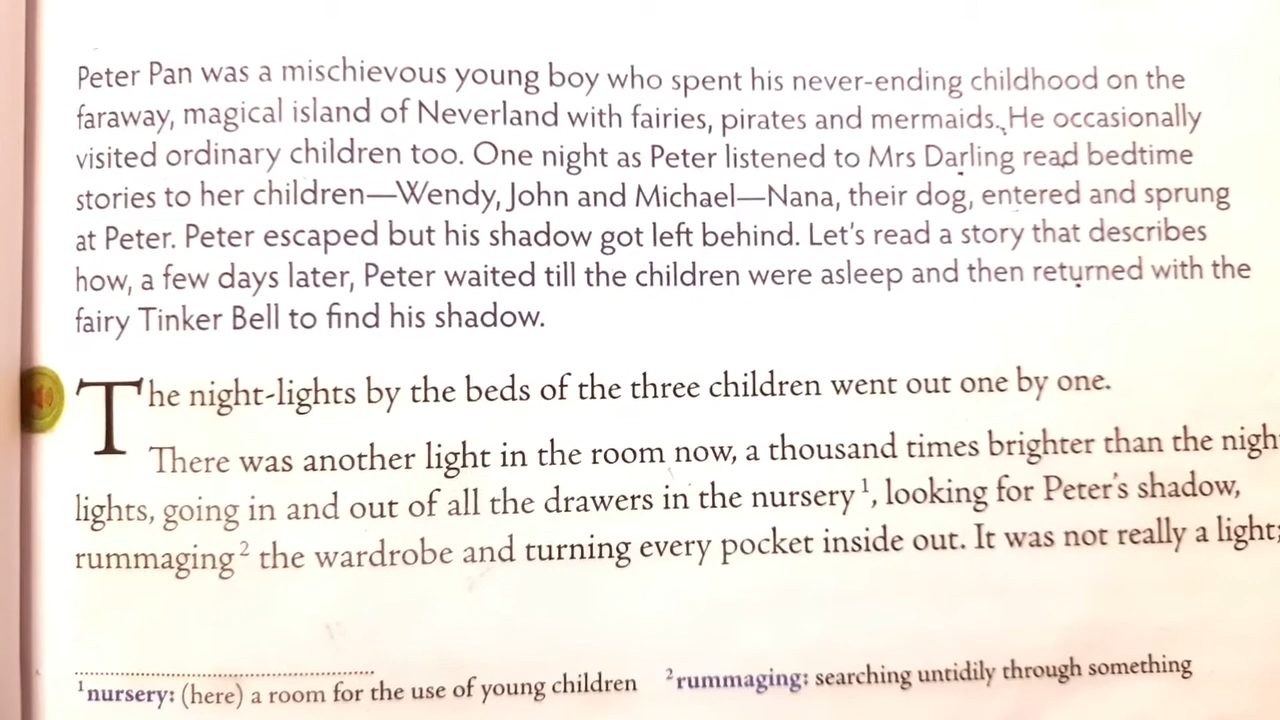 Peter Pan was a mischievous young boy who spent his never-ending childhood on the
faraway, magical island of Neverland with fairies, pirates and mermaids. He occasionally
visited ordinary children too. One night as Peter listened to Mrs Darling read bedtime
stories to her children—Wendy, John and Michael—Nana, their dog, entered and sprung
at Peter. Peter escaped but his shadow got left behind. Let's read a story that describes
how, a few days later, Peter waited till the children were asleep and then returned with the
fairy Tinker Bell to find his shadow.
The night-lights by the beds of the three children went out one by one.
There was another light in the room now, a thousand times brighter than the nigh
lights, going in and out of all the drawers in the nursery¹, looking for Peter's shadow,
rummaging² the wardrobe and turning every pocket inside out. It was not really a light;
¹nursery: (here) a room for the use of young children ²rummaging: searching untidily through something